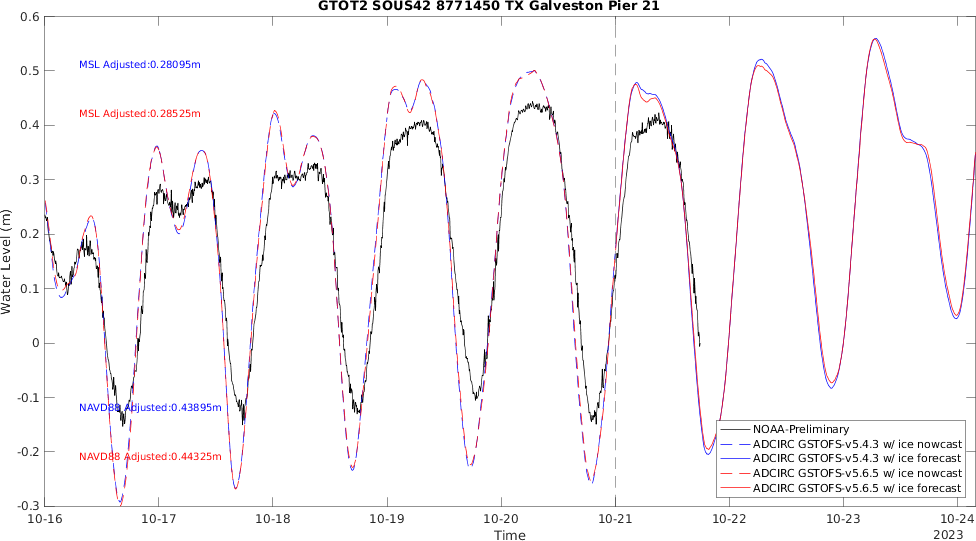 GTOT2 SOUS42 8771450 TX Galveston Pier 21
0.6
0.5
0.4
0.3
0.2
0.1
0
-0.1
-0.2
-0.3
Water Level (m)
MSL Adjusted:0.28095m
MSL Adjusted:0.28525m
NAVD88 Adjusted:0.43895m
NAVD88 Adjusted:0.44325m
NOAA-Preliminary
ADCIRC GSTOFS-v5.4.3 w/ ice nowcast
ADCIRC GSTOFS-v5.4.3 w/ ice forecast
ADCIRC GSTOFS-v5.6.5 w/ ice nowcast
ADCIRC GSTOFS-v5.6.5 w/ ice forecast
10-16 10-17 10-18 10-19 10-20 10-21 10-22 10-23 10-24
Time
2023